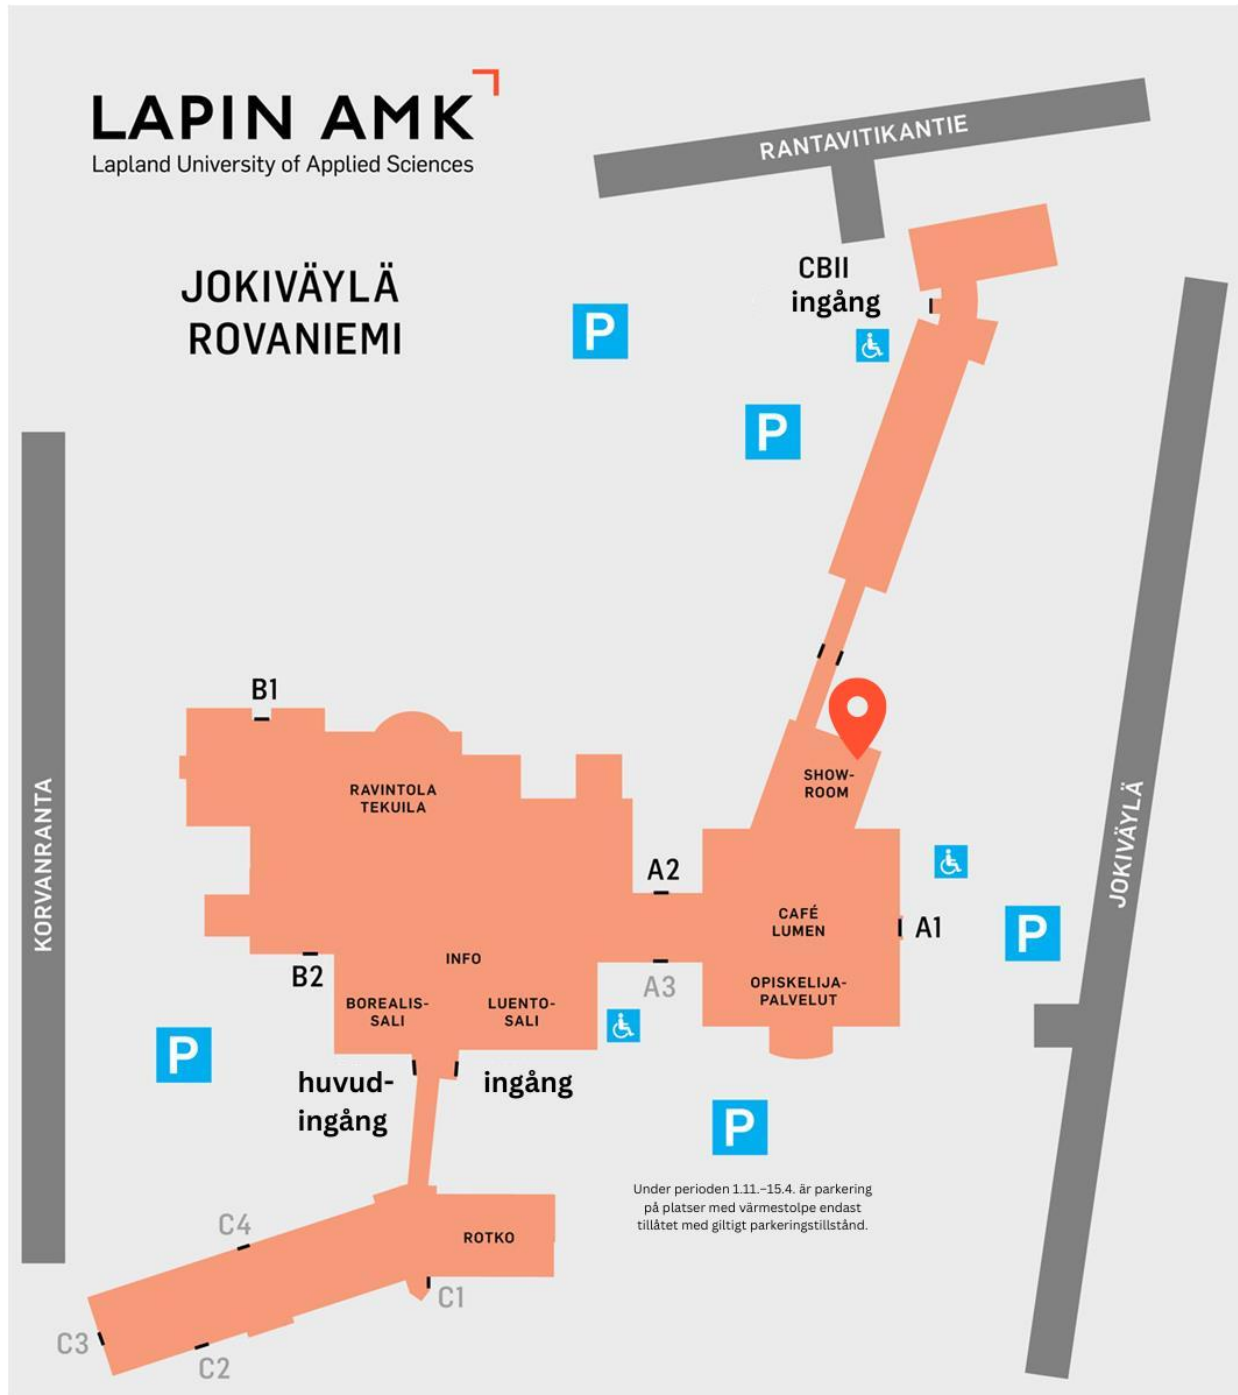 LAPIN AMK
Lapland University of Applied Sciences
RANTAVITIKANTIE
JOKIVÄYLÄ
ROVANIEMI
CBII
ingång
P
P
KORVANRANTA
JOKIVÄYLÄ
B1
RAVINTOLA
TEKUILA
SHOW-
ROOM
A2
CAFÉ
LUMEN
A1
P
INFO
B2
A3
OPISKELIJA-
PALVELUT
BOREALIS-
SALI
LUENTO-
SALI
P
huvud-
ingång
ingång
P
Under perioden 1.11.–15.4. är parkering
på platser med värmestolpe endast
tillåtet med giltigt parkeringstillstånd.
C4
ROTKO
C1
C3
C2